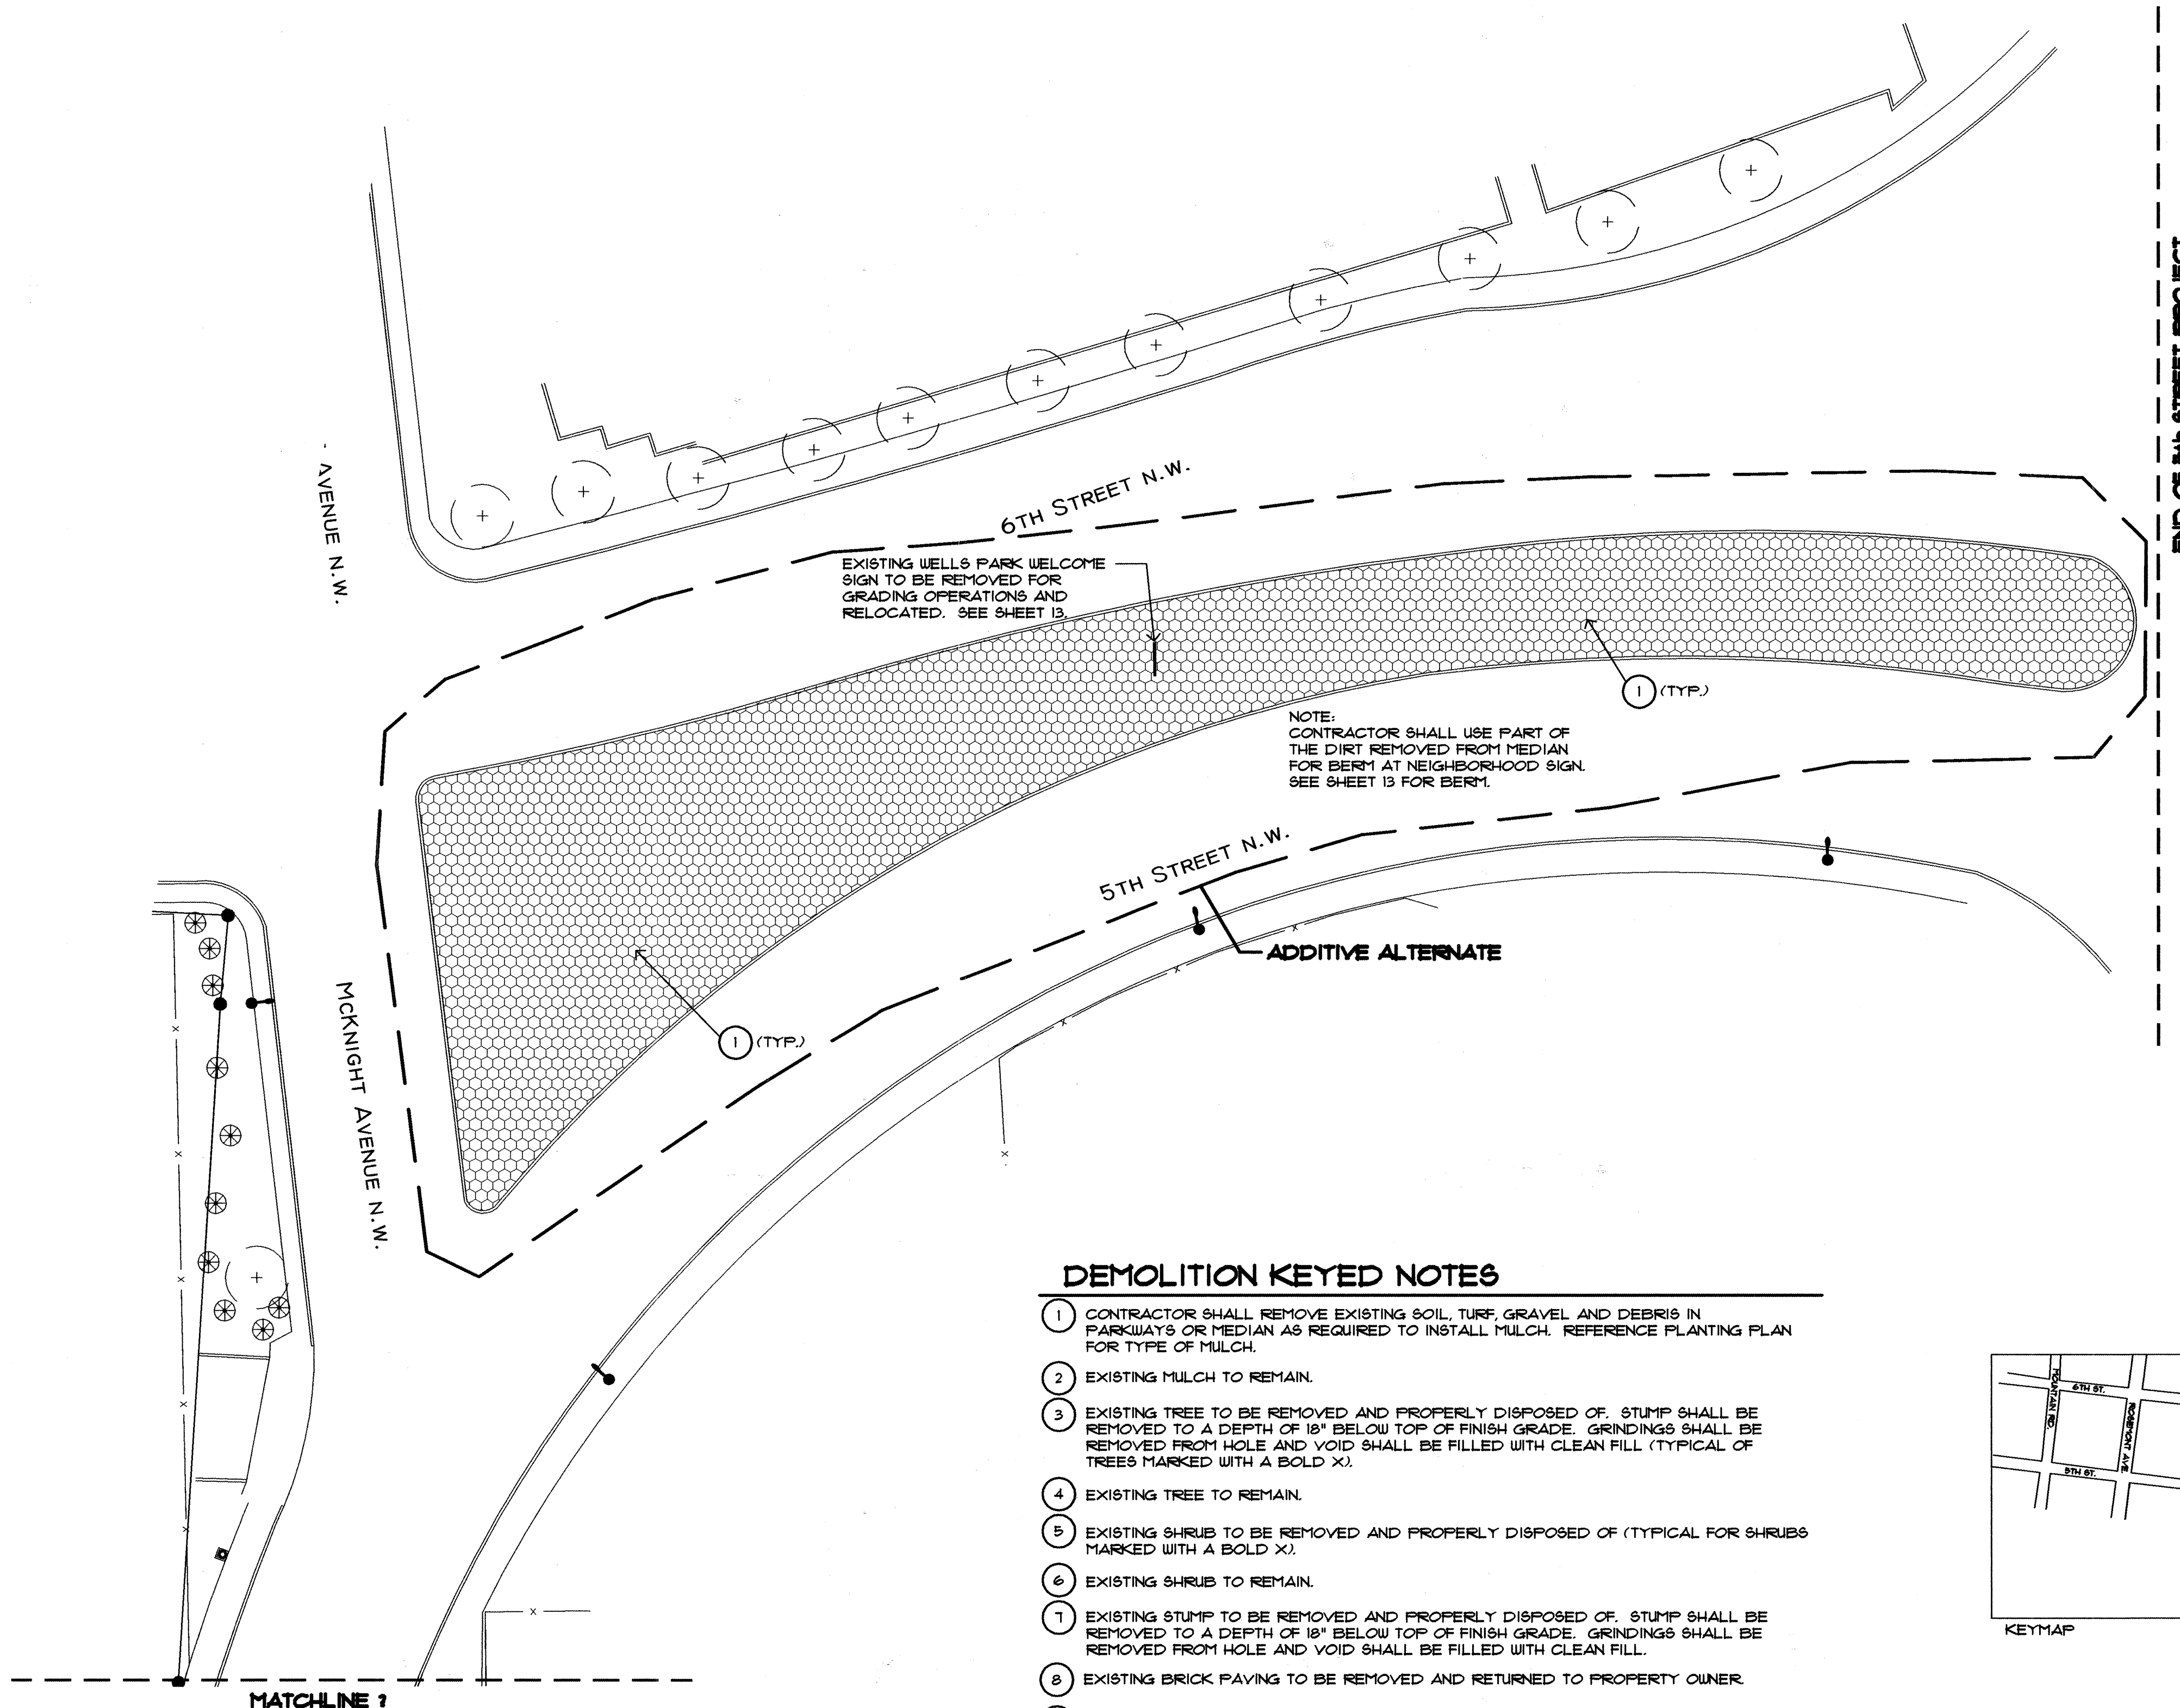 6TH STREET N.W.
AVENUE N.W.
EXISTING WELLS PARK WELCOME
SIGN TO BE REMOVED FOR
GRADING OPERATIONS AND
RELOCATED. SEE SHEET 13.
1 (TYP.)
NOTE:
CONTRACTOR SHALL USE PART OF
THE DIRT REMOVED FROM MEDIAN
FOR BERM AT NEIGHBORHOOD SIGN.
SEE SHEET 13 FOR BERM.
5TH STREET N.W.
ADDITIVE ALTERNATE
1 (TYP.)
MCKNIGHT AVENUE N.W.
X
X
X
X
X
X
X
X
X
X
DEMOLITION KEYED NOTES
1 CONTRACTOR SHALL REMOVE EXISTING SOIL, TURF, GRAVEL AND DEBRIS IN
PARKWAYS OR MEDIAN AS REQUIRED TO INSTALL MULCH. REFERENCE PLANTING PLAN
FOR TYPE OF MULCH.
2 EXISTING MULCH TO REMAIN.
3 EXISTING TREE TO BE REMOVED AND PROPERLY DISPOSED OF. STUMP SHALL BE
REMOVED TO A DEPTH OF 18" BELOW TOP OF FINISH GRADE. GRINDINGS SHALL BE
REMOVED FROM HOLE AND VOID SHALL BE FILLED WITH CLEAN FILL (TYPICAL OF
TREES MARKED WITH A BOLD X).
4 EXISTING TREE TO REMAIN.
5 EXISTING SHRUB TO BE REMOVED AND PROPERLY DISPOSED OF (TYPICAL FOR SHRUBS
MARKED WITH A BOLD X).
6 EXISTING SHRUB TO REMAIN.
7 EXISTING STUMP TO BE REMOVED AND PROPERLY DISPOSED OF. STUMP SHALL BE
REMOVED TO A DEPTH OF 18" BELOW TOP OF FINISH GRADE. GRINDINGS SHALL BE
REMOVED FROM HOLE AND VOID SHALL BE FILLED WITH CLEAN FILL.
8 EXISTING BRICK PAVING TO BE REMOVED AND RETURNED TO PROPERTY OWNER.
MOUNTAIN RD.
6TH ST.
ROSEMONT AVE.
5TH ST.
KEYMAP
MATCHLINE